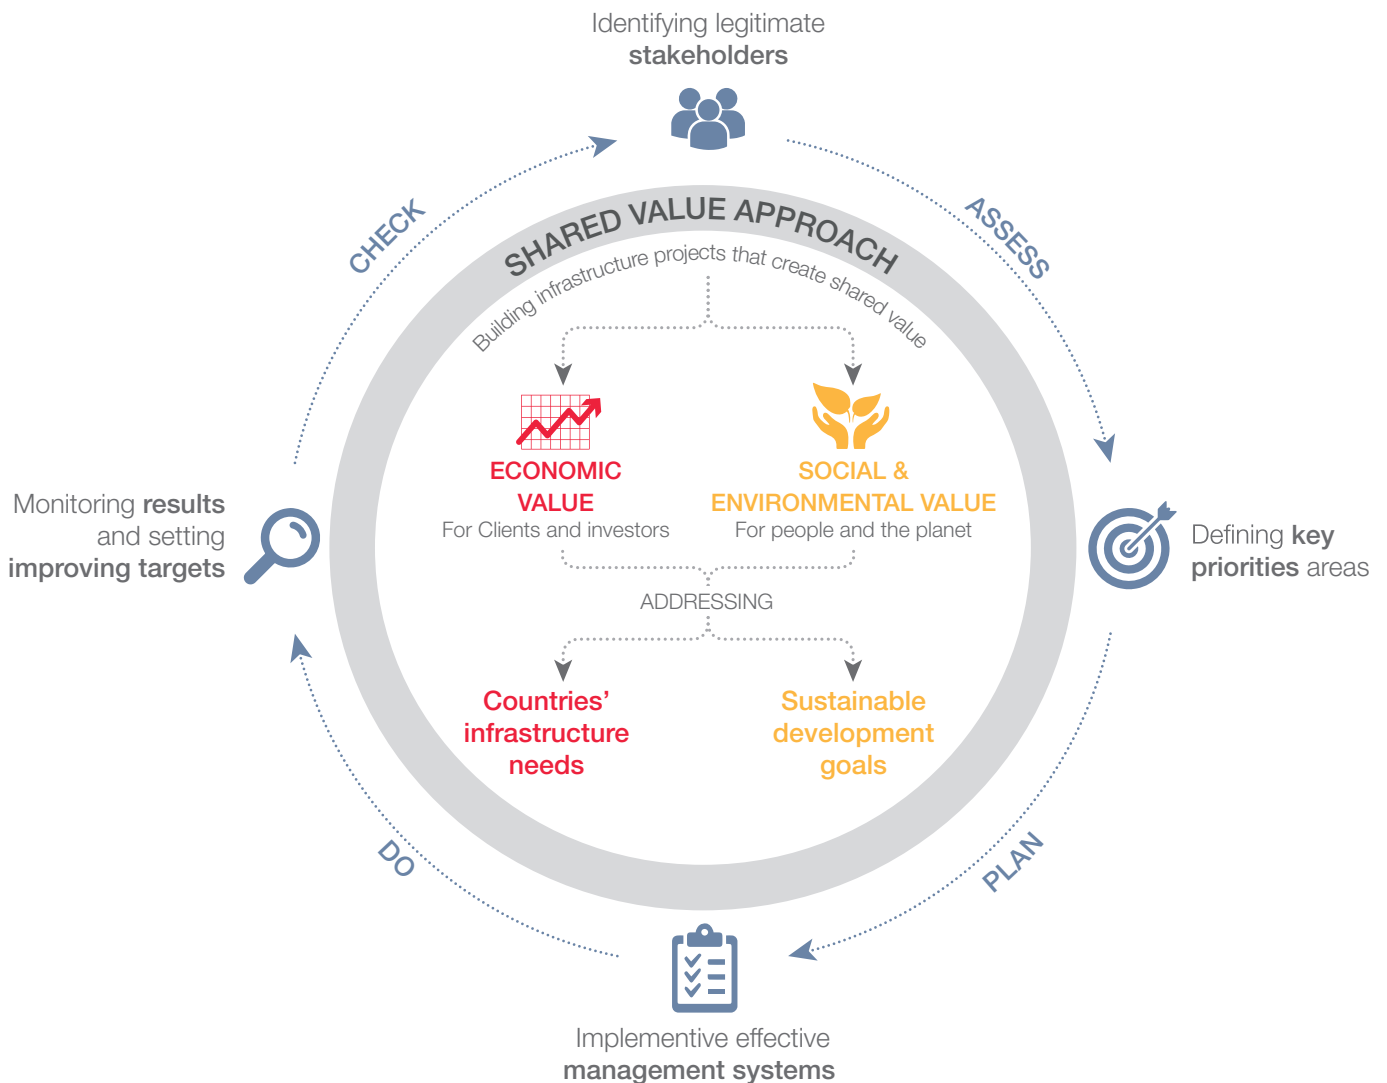 Identifying legitimate
stakeholders
CHECK
ASSESS
SHARED VALUE APPROACH
Building infrastructure projects that create shared value
ECONOMIC
VALUE
For Clients and investors
SOCIAL &
ENVIRONMENTAL VALUE
For people and the planet
Monitoring results
and setting
improving targets
Defining key
priorities areas
ADDRESSING
Countries’
infrastructure
needs
Sustainable
development
goals
DO
PLAN
Implementive effective
management systems